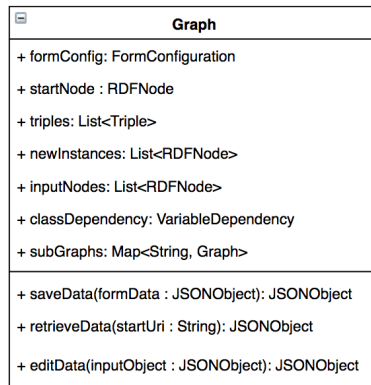 Graph
+ formConfig: FormConfiguration
+ startNode : RDFNode
+ triples: List<Triple>
+ newInstances: List<RDFNode>
+ inputNodes: List<RDFNode>
+ classDependency: VariableDependency
+ subGraphs: Map<String, Graph>
+ saveData(formData : JSONObject): JSONObject
+ retrieveData(startUri : String): JSONObject
+ editData(inputObject : JSONObject): JSONObject